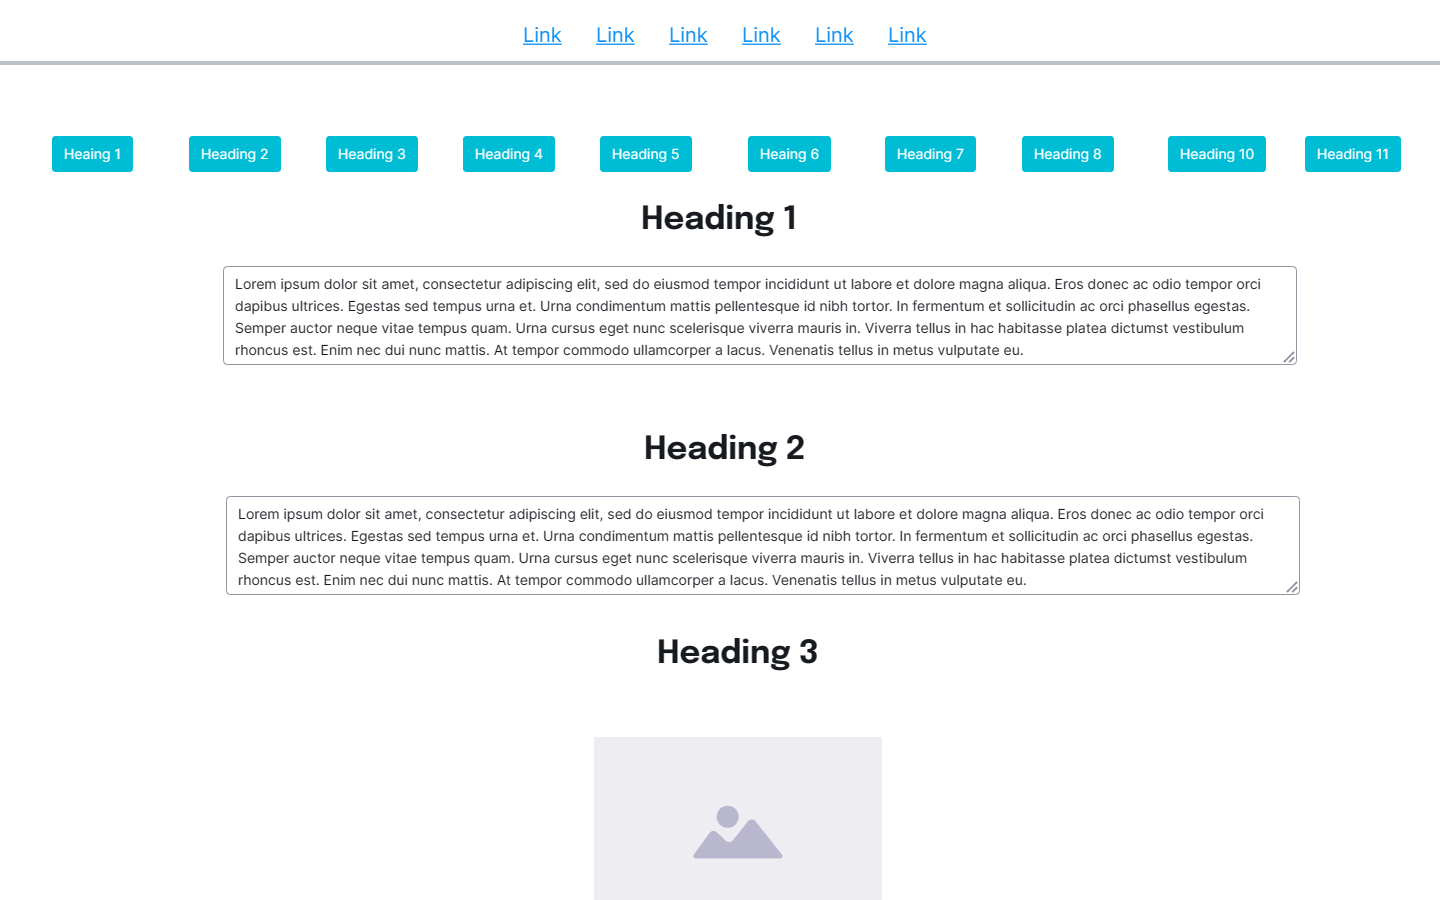 Link Link Link Link Link Link
Heaing 1 Heading 2 Heading 3 Heading 4 Heading 5 Heaing 6 Heading 7 Heading 8 Heading 10 Heading 11
Heading 1
Lorem ipsum dolor sit amet, consectetur adipiscing elit, sed do eiusmod tempor incididunt ut labore et dolore magna aliqua. Eros donec ac odio tempor orci
dapibus ultrices. Egestas sed tempus urna et. Urna condimentum mattis pellentesque id nibh tortor. In fermentum et sollicitudin ac orci phasellus egestas.
Semper auctor neque vitae tempus quam. Urna cursus eget nunc scelerisque viverra mauris in. Viverra tellus in hac habitasse platea dictumst vestibulum
rhoncus est. Enim nec dui nunc mattis. At tempor commodo ullamcorper a lacus. Venenatis tellus in metus vulputate eu.
Heading 2
Lorem ipsum dolor sit amet, consectetur adipiscing elit, sed do eiusmod tempor incididunt ut labore et dolore magna aliqua. Eros donec ac odio tempor orci
dapibus ultrices. Egestas sed tempus urna et. Urna condimentum mattis pellentesque id nibh tortor. In fermentum et sollicitudin ac orci phasellus egestas.
Semper auctor neque vitae tempus quam. Urna cursus eget nunc scelerisque viverra mauris in. Viverra tellus in hac habitasse platea dictumst vestibulum
rhoncus est. Enim nec dui nunc mattis. At tempor commodo ullamcorper a lacus. Venenatis tellus in metus vulputate eu.
Heading 3